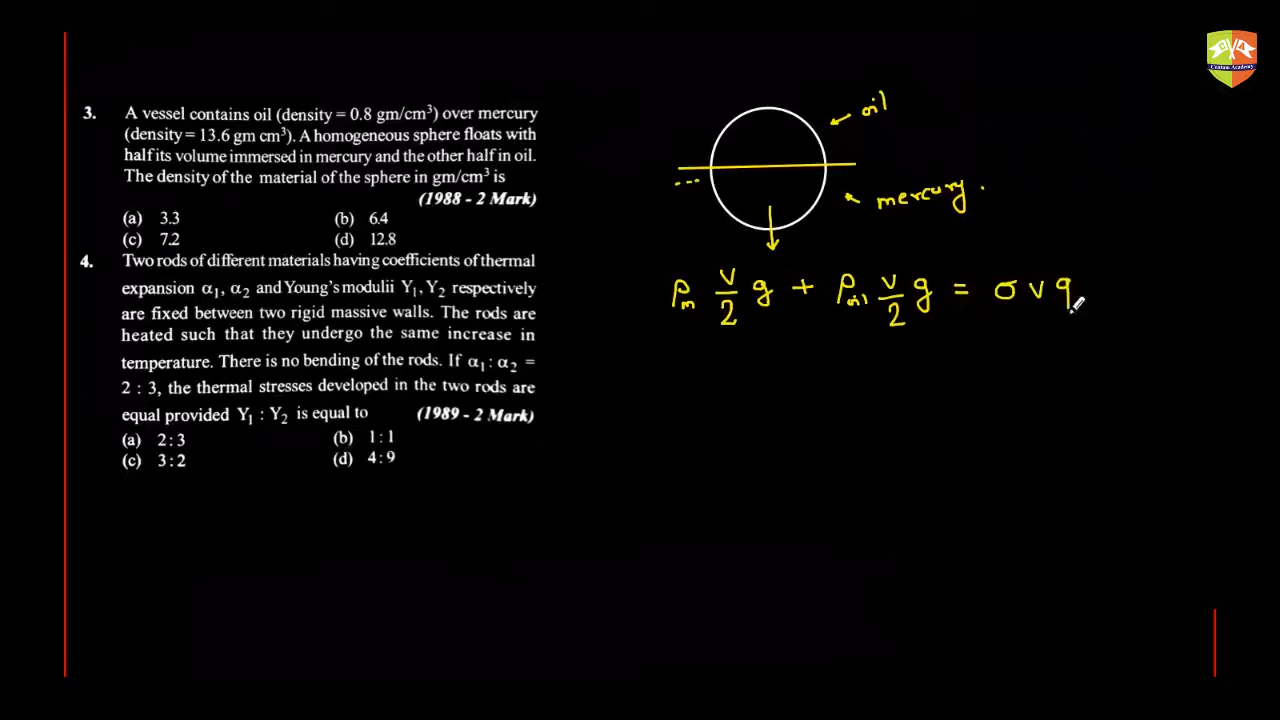 3. A vessel contains oil (density = 0.8 gm/cm³) over mercury
(density = 13.6 gm cm³). A homogeneous sphere floats with
half its volume immersed in mercury and the other half in oil.
The density of the material of the sphere in gm/cm³ is
(1988 - 2 Mark)
(a) 3.3 (b) 6.4
(c) 7.2 (d) 12.8
4. Two rods of different materials having coefficients of thermal
expansion α₁, α₂ and Young's modulii Y₁, Y₂ respectively
are fixed between two rigid massive walls. The rods are
heated such that they undergo the same increase in
temperature. There is no bending of the rods. If α₁ : α₂ =
2 : 3, the thermal stresses developed in the two rods are
equal provided Y₁ : Y₂ is equal to (1989 - 2 Mark)
(a) 2 : 3 (b) 1 : 1
(c) 3 : 2 (d) 4 : 9
oil
mercury.
ρm v/2 g + ρoil v/2 g = σ v g
CVA
Centum Academy